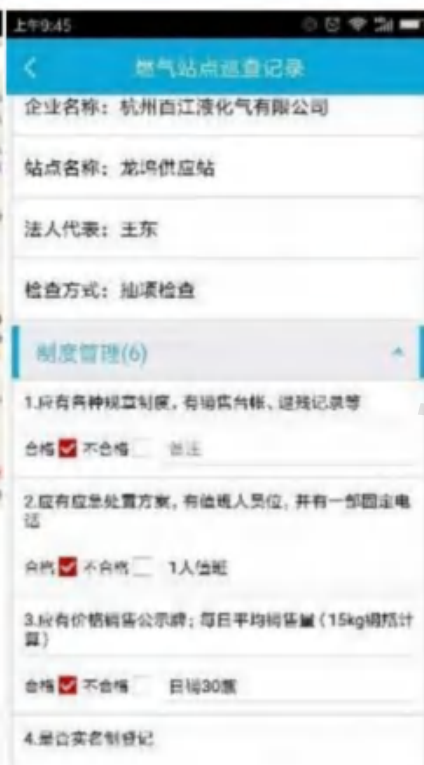 上午9:45
燃气站点巡查记录
企业名称：杭州百江液化气有限公司
站点名称：龙坞供应站
法人代表：王东
检查方式：抽项检查
制度管理(6)
1.应有各种规章制度，有销售台帐、退残记录等
合格 不合格 备注
2.应有应急处置方案，有值班人员位，并有一部固定电
话
合格 不合格 1人值班
3.应有价格销售公示牌；每日平均销售量（15kg钢瓶计
算）
合格 不合格 日销30瓶
4.是否实名制登记